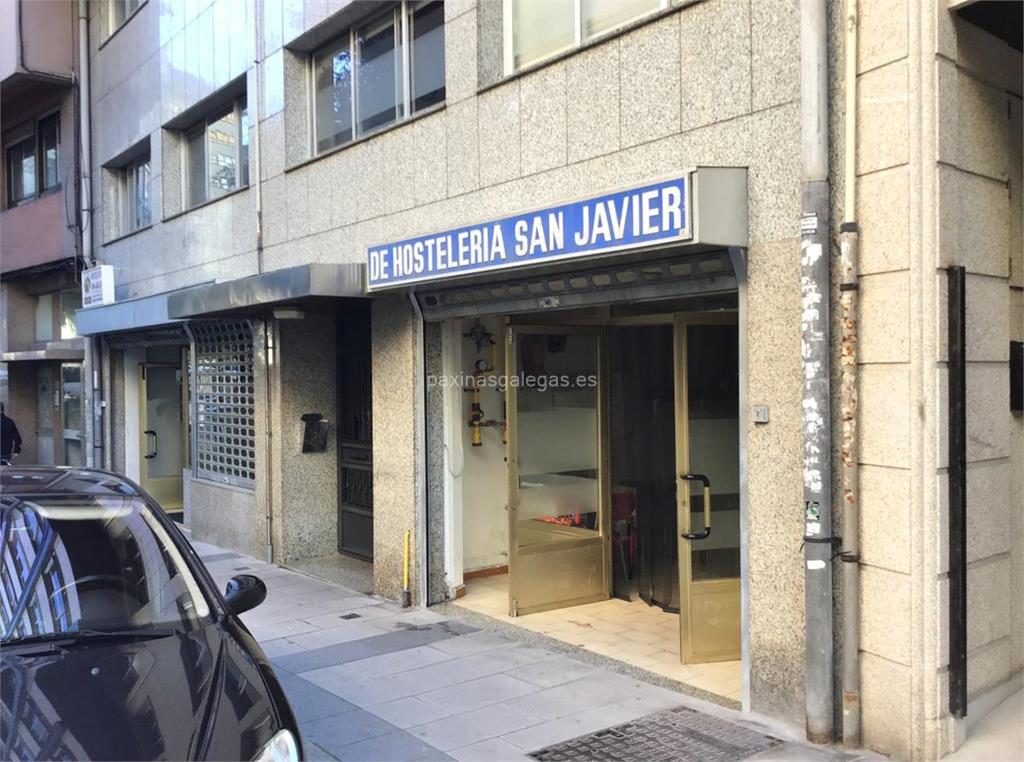 DE HOSTELERIA SAN JAVIER
paxinasgalegas.es